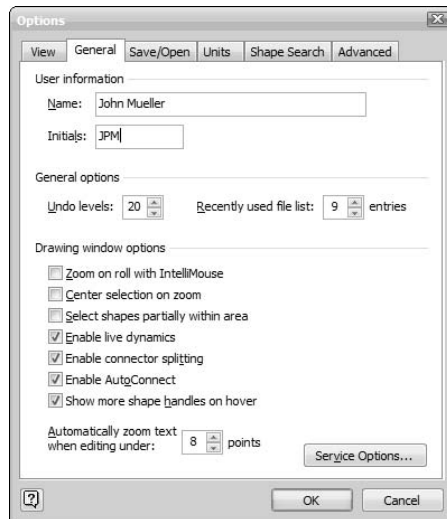 Options
View General Save/Open Units Shape Search Advanced
User information
Name: John Mueller
Initials: JPM
General options
Undo levels: 20 Recently used file list: 9 entries
Drawing window options
Zoom on roll with IntelliMouse
Center selection on zoom
Select shapes partially within area
Enable live dynamics
Enable connector splitting
Enable AutoConnect
Show more shape handles on hover
Automatically zoom text
when editing under: 8 points
Service Options...
? OK Cancel